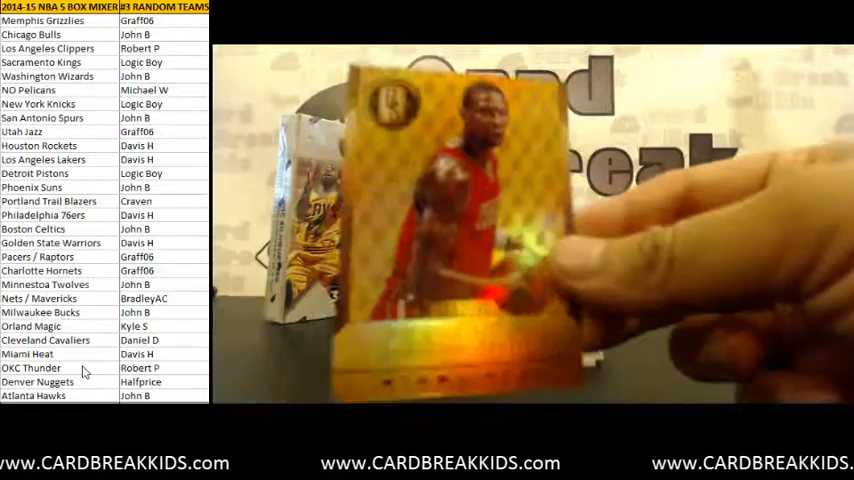 2014-15 NBA 5 BOX MIXER #3 RANDOM TEAMS
Memphis Grizzlies Graff06
Chicago Bulls John B
Los Angeles Clippers Robert P
Sacramento Kings Logic Boy
Washington Wizards John B
NO Pelicans Michael W
New York Knicks Logic Boy
San Antonio Spurs John B
Utah Jazz Graff06
Houston Rockets Davis H
Los Angeles Lakers Davis H
Detroit Pistons Logic Boy
Phoenix Suns John B
Portland Trail Blazers Craven
Philadelphia 76ers Davis H
Boston Celtics John B
Golden State Warriors Davis H
Pacers / Raptors Graff06
Charlotte Hornets Graff06
Minnestoa Twolves John B
Nets / Mavericks BradleyAC
Milwaukee Bucks John B
Orland Magic Kyle S
Cleveland Cavaliers Daniel D
Miami Heat Davis H
OKC Thunder Robert P
Denver Nuggets Halfprice
Atlanta Hawks John B
CAVS
www.CARDBREAKKIDS.com www.CARDBREAKKIDS.com www.CARDBREAKKIDS.com